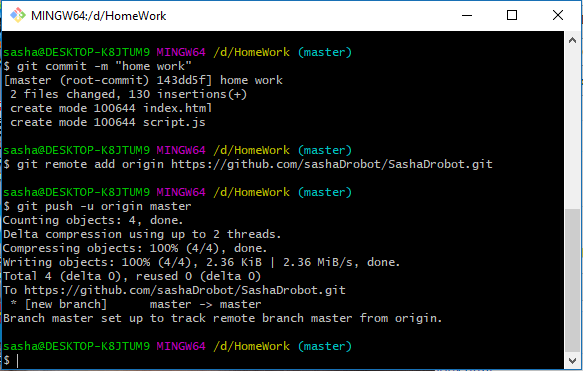 MINGW64:/d/HomeWork
sasha@DESKTOP-K8JTUM9 MINGW64 /d/HomeWork (master)
$ git commit -m "home work"
[master (root-commit) 143dd5f] home work
 2 files changed, 130 insertions(+)
 create mode 100644 index.html
 create mode 100644 script.js
sasha@DESKTOP-K8JTUM9 MINGW64 /d/HomeWork (master)
$ git remote add origin https://github.com/sashaDrobot/SashaDrobot.git
sasha@DESKTOP-K8JTUM9 MINGW64 /d/HomeWork (master)
$ git push -u origin master
Counting objects: 4, done.
Delta compression using up to 2 threads.
Compressing objects: 100% (4/4), done.
Writing objects: 100% (4/4), 2.36 KiB | 2.36 MiB/s, done.
Total 4 (delta 0), reused 0 (delta 0)
To https://github.com/sashaDrobot/SashaDrobot.git
 * [new branch]      master -> master
Branch master set up to track remote branch master from origin.
sasha@DESKTOP-K8JTUM9 MINGW64 /d/HomeWork (master)
$